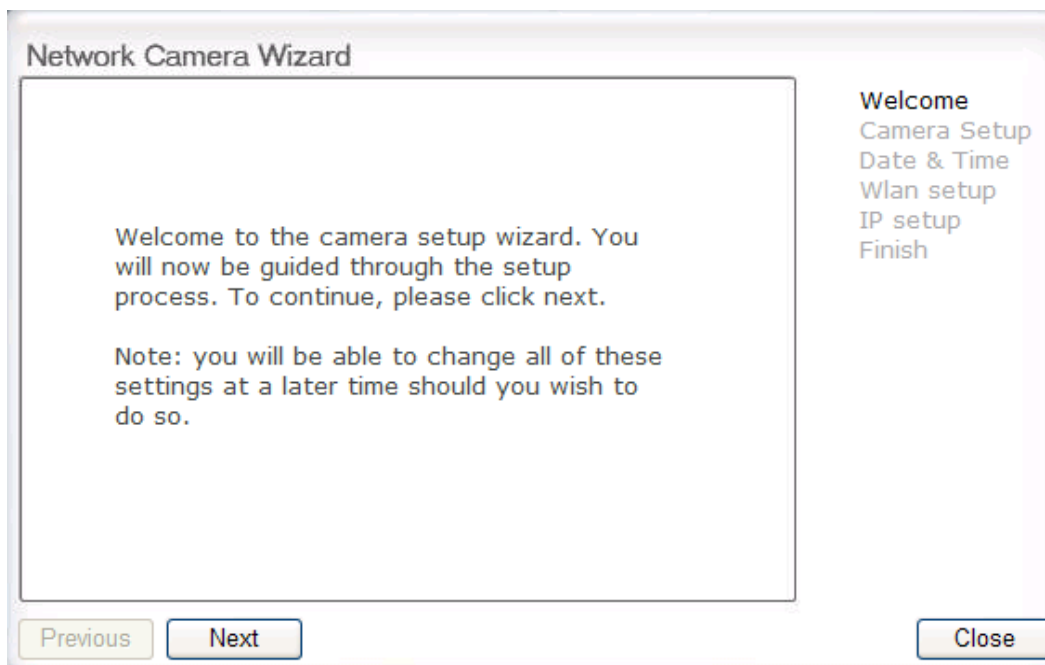 Network Camera Wizard
Welcome to the camera setup wizard. You
will now be guided through the setup
process. To continue, please click next.
Note: you will be able to change all of these
settings at a later time should you wish to
do so.
Welcome
Camera Setup
Date & Time
Wlan setup
IP setup
Finish
Previous
Next
Close